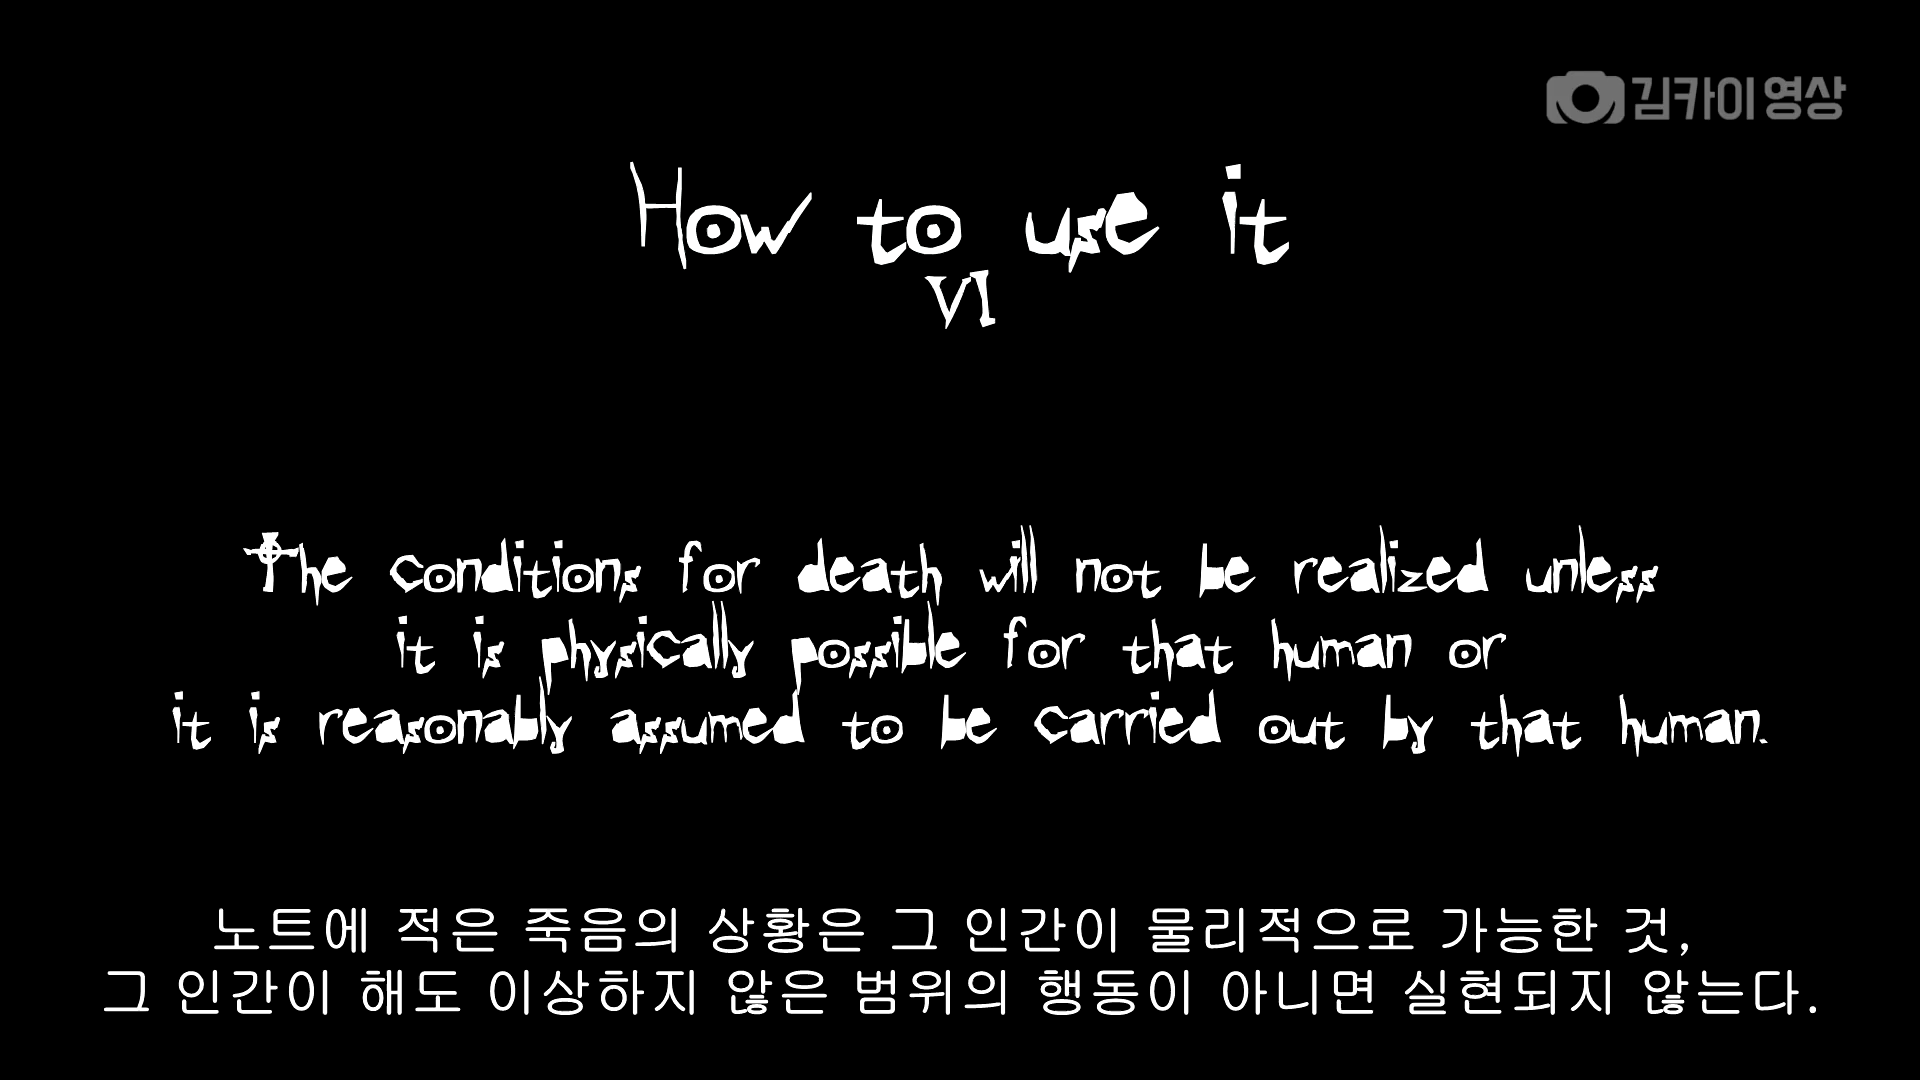 김카이 영상
How to use it
VI
The conditions for death will not be realized unless
it is physically possible for that human or
it is reasonably assumed to be carried out by that human.
노트에 적은 죽음의 상황은 그 인간이 물리적으로 가능한 것,
그 인간이 해도 이상하지 않은 범위의 행동이 아니면 실현되지 않는다.